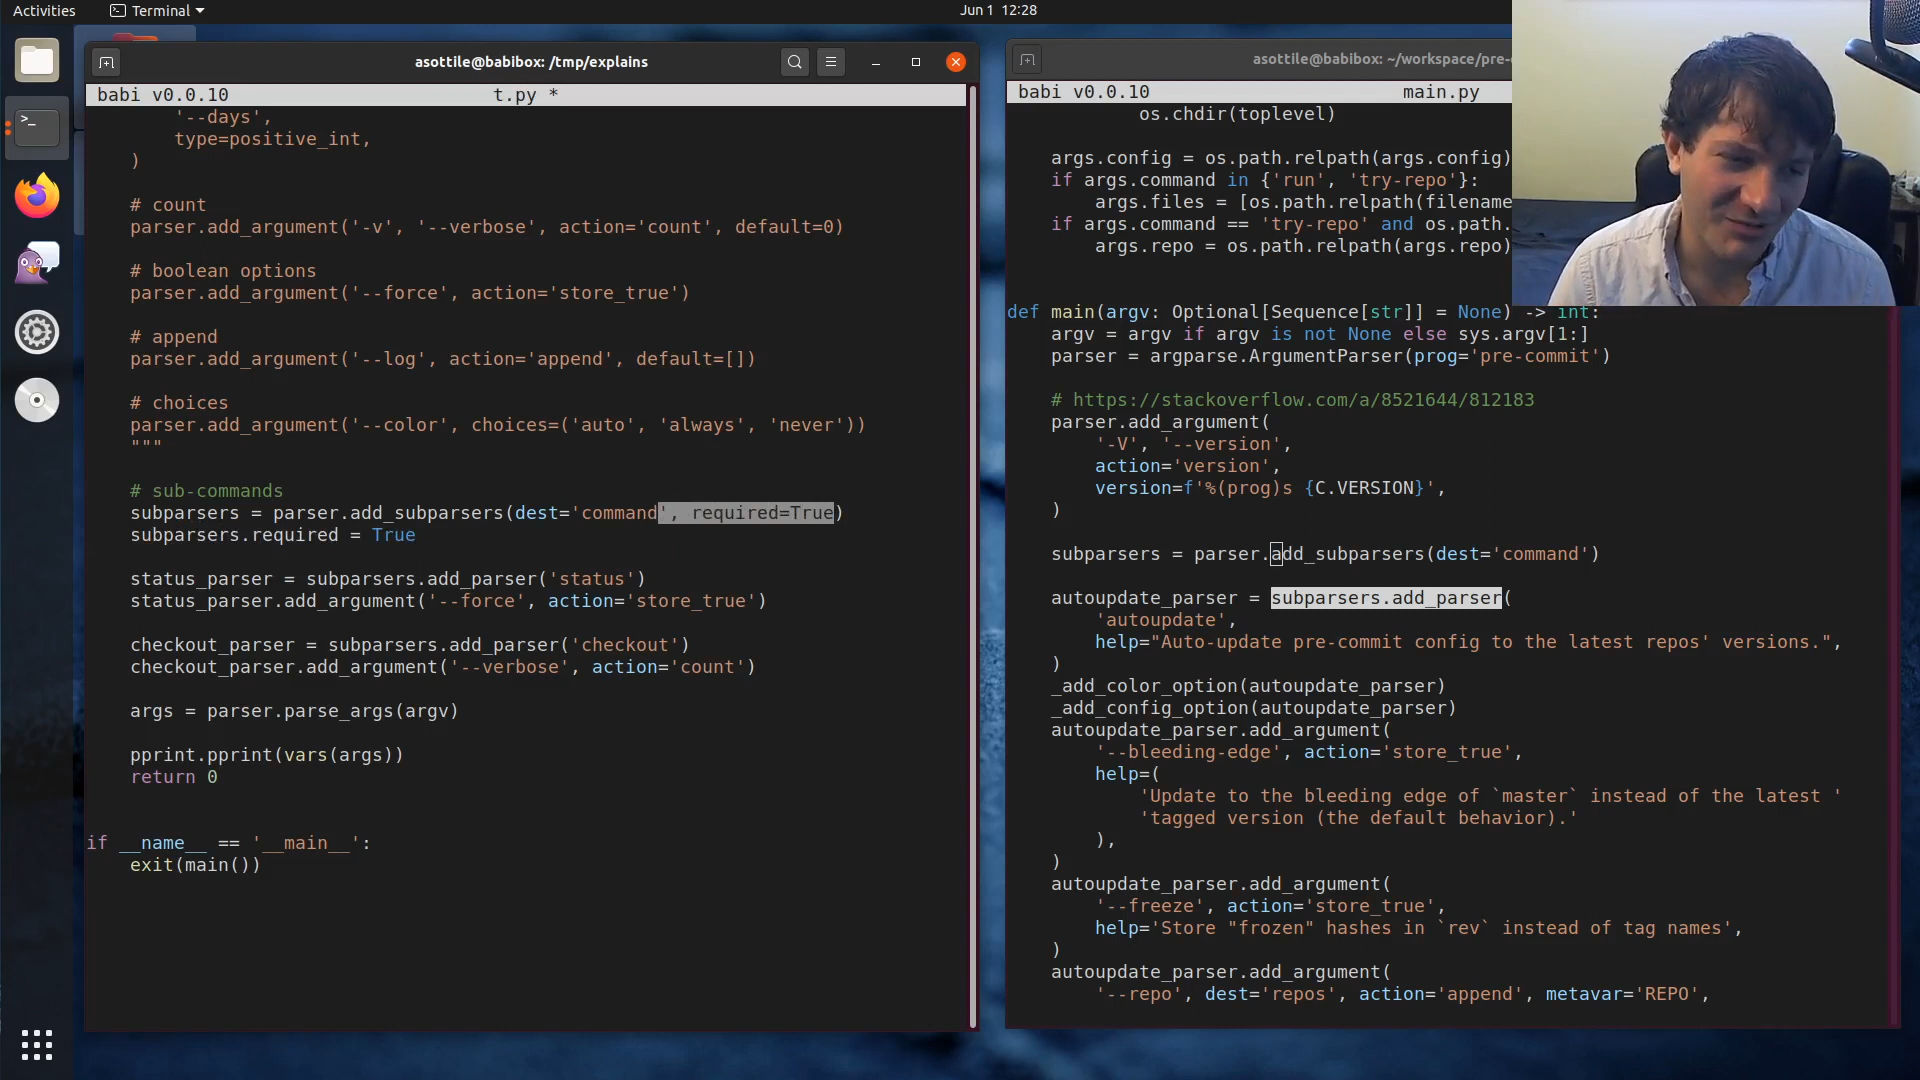 Activities
Terminal
Jun 1 12:28
asottile@babibox: /tmp/explains
babi v0.0.10
t.py *
'--days',
type=positive_int,
)
# count
parser.add_argument('-v', '--verbose', action='count', default=0)
# boolean options
parser.add_argument('--force', action='store_true')
# append
parser.add_argument('--log', action='append', default=[])
# choices
parser.add_argument('--color', choices=('auto', 'always', 'never'))
"""
# sub-commands
subparsers = parser.add_subparsers(dest='command', required=True)
subparsers.required = True
status_parser = subparsers.add_parser('status')
status_parser.add_argument('--force', action='store_true')
checkout_parser = subparsers.add_parser('checkout')
checkout_parser.add_argument('--verbose', action='count')
args = parser.parse_args(argv)
pprint.pprint(vars(args))
return 0
if __name__ == '__main__':
exit(main())
asottile@babibox: ~/workspace/pre-
babi v0.0.10
main.py
os.chdir(toplevel)
args.config = os.path.relpath(args.config)
if args.command in {'run', 'try-repo'}:
args.files = [os.path.relpath(filename
if args.command == 'try-repo' and os.path.
args.repo = os.path.relpath(args.repo)
def main(argv: Optional[Sequence[str]] = None) -> int:
argv = argv if argv is not None else sys.argv[1:]
parser = argparse.ArgumentParser(prog='pre-commit')
# https://stackoverflow.com/a/8521644/812183
parser.add_argument(
'-V', '--version',
action='version',
version=f'%(prog)s {C.VERSION}',
)
subparsers = parser.add_subparsers(dest='command')
autoupdate_parser = subparsers.add_parser(
'autoupdate',
help="Auto-update pre-commit config to the latest repos' versions.",
)
_add_color_option(autoupdate_parser)
_add_config_option(autoupdate_parser)
autoupdate_parser.add_argument(
'--bleeding-edge', action='store_true',
help=(
'Update to the bleeding edge of `master` instead of the latest '
'tagged version (the default behavior).'
),
)
autoupdate_parser.add_argument(
'--freeze', action='store_true',
help='Store "frozen" hashes in `rev` instead of tag names',
)
autoupdate_parser.add_argument(
'--repo', dest='repos', action='append', metavar='REPO',